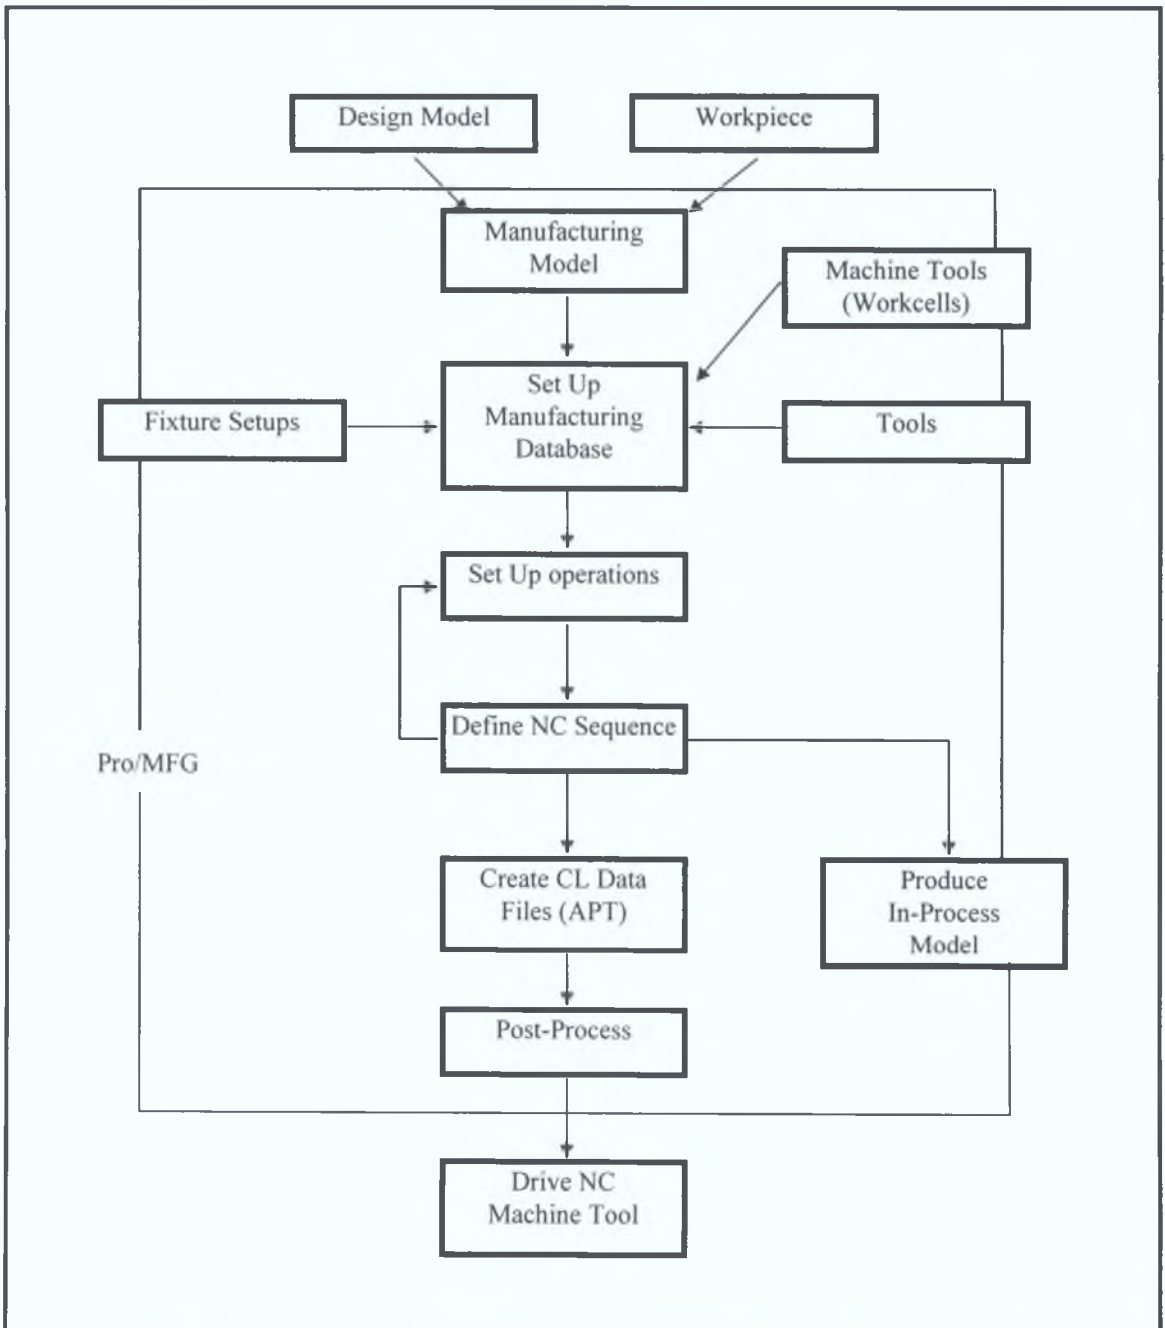 Design Model
Workpiece
Manufacturing
Model
Machine Tools
(Workcells)
Set Up
Manufacturing
Database
Fixture Setups
Tools
Set Up operations
Define NC Sequence
Pro/MFG
Create CL Data
Files (APT)
Produce
In-Process
Model
Post-Process
Drive NC
Machine Tool